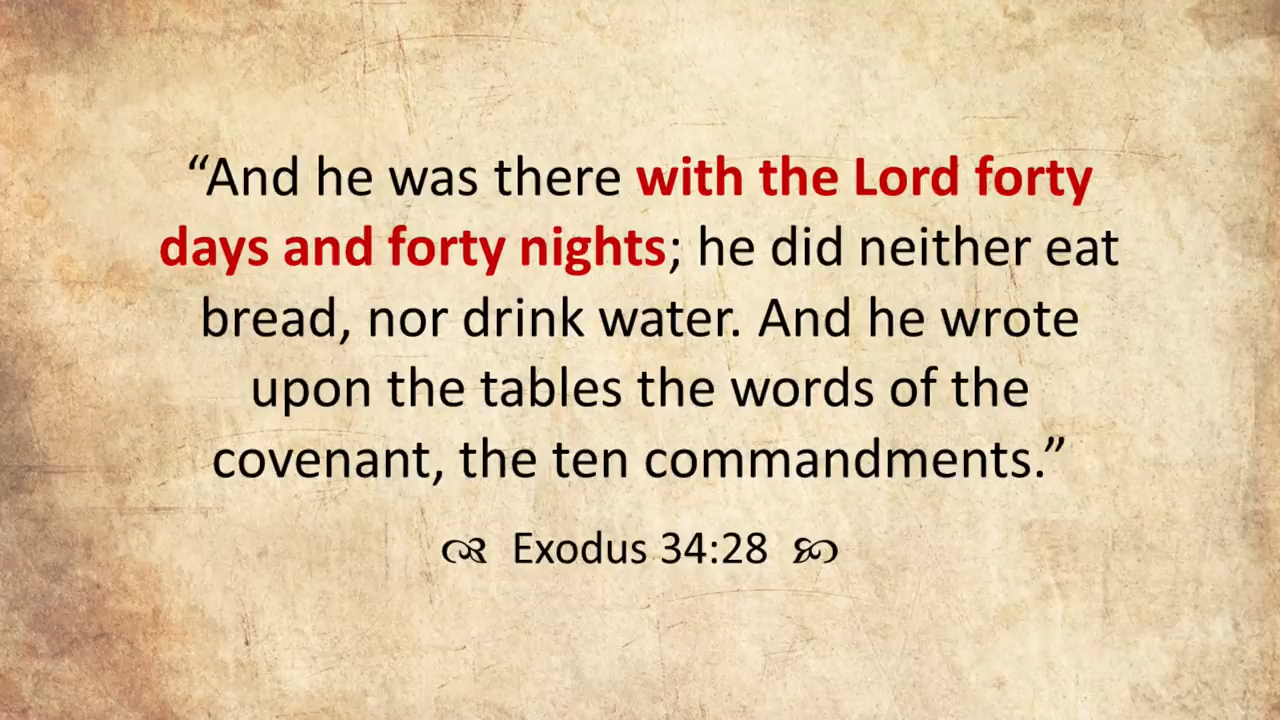 “And he was there with the Lord forty
days and forty nights; he did neither eat
bread, nor drink water. And he wrote
upon the tables the words of the
covenant, the ten commandments.”
Exodus 34:28